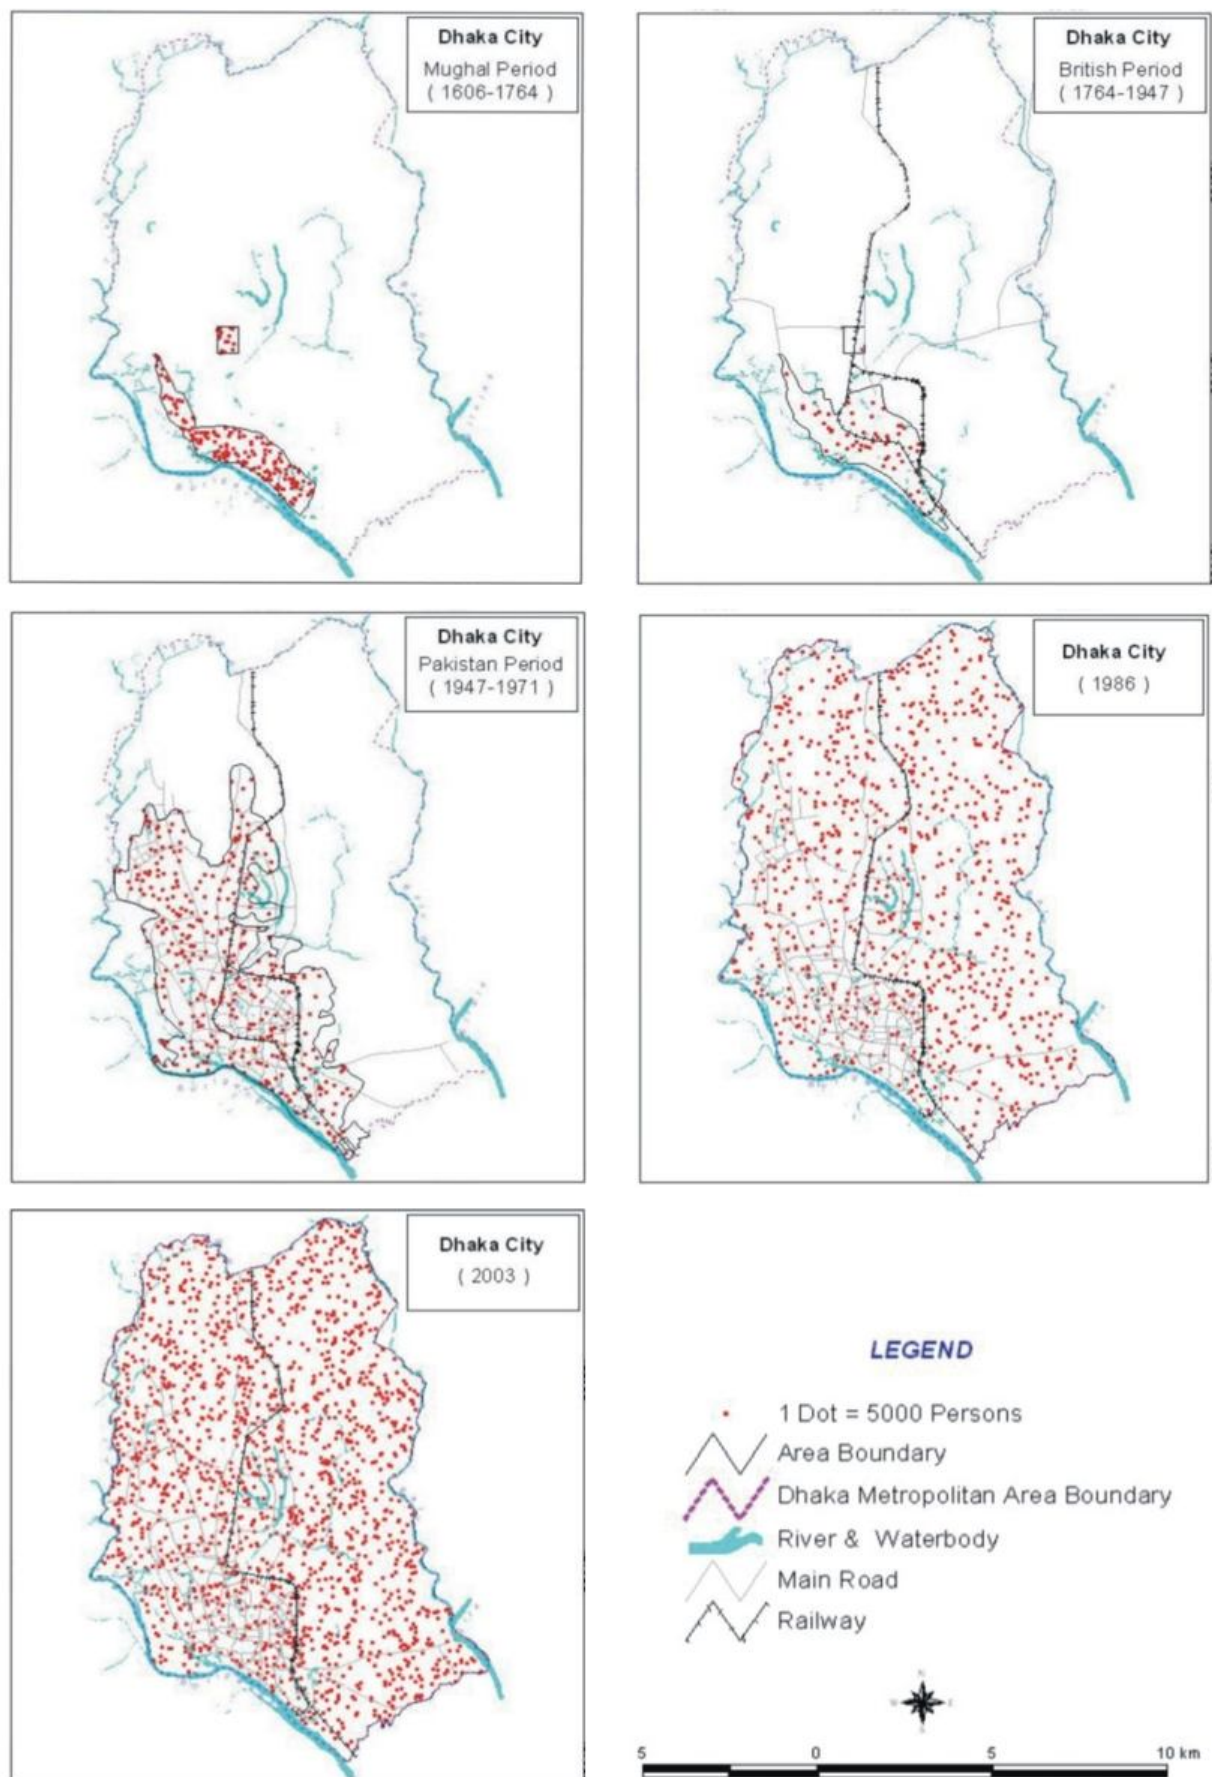 Dhaka City
Mughal Period
( 1606-1764 )
Dhaka City
British Period
( 1764-1947 )
Dhaka City
Pakistan Period
( 1947-1971 )
Dhaka City
( 1986 )
Dhaka City
( 2003 )
LEGEND
1 Dot = 5000 Persons
Area Boundary
Dhaka Metropolitan Area Boundary
River & Waterbody
Main Road
Railway
5 0 5 10 km